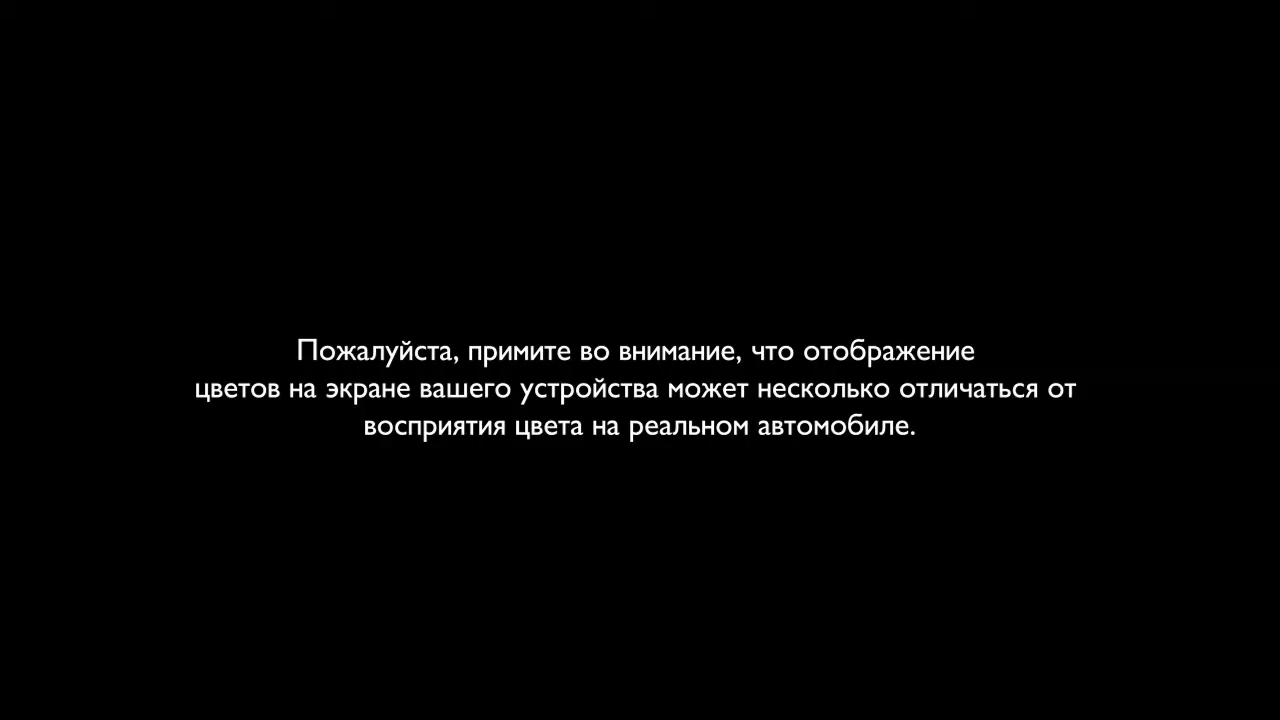 Пожалуйста, примите во внимание, что отображение
цветов на экране вашего устройства может несколько отличаться от
восприятия цвета на реальном автомобиле.